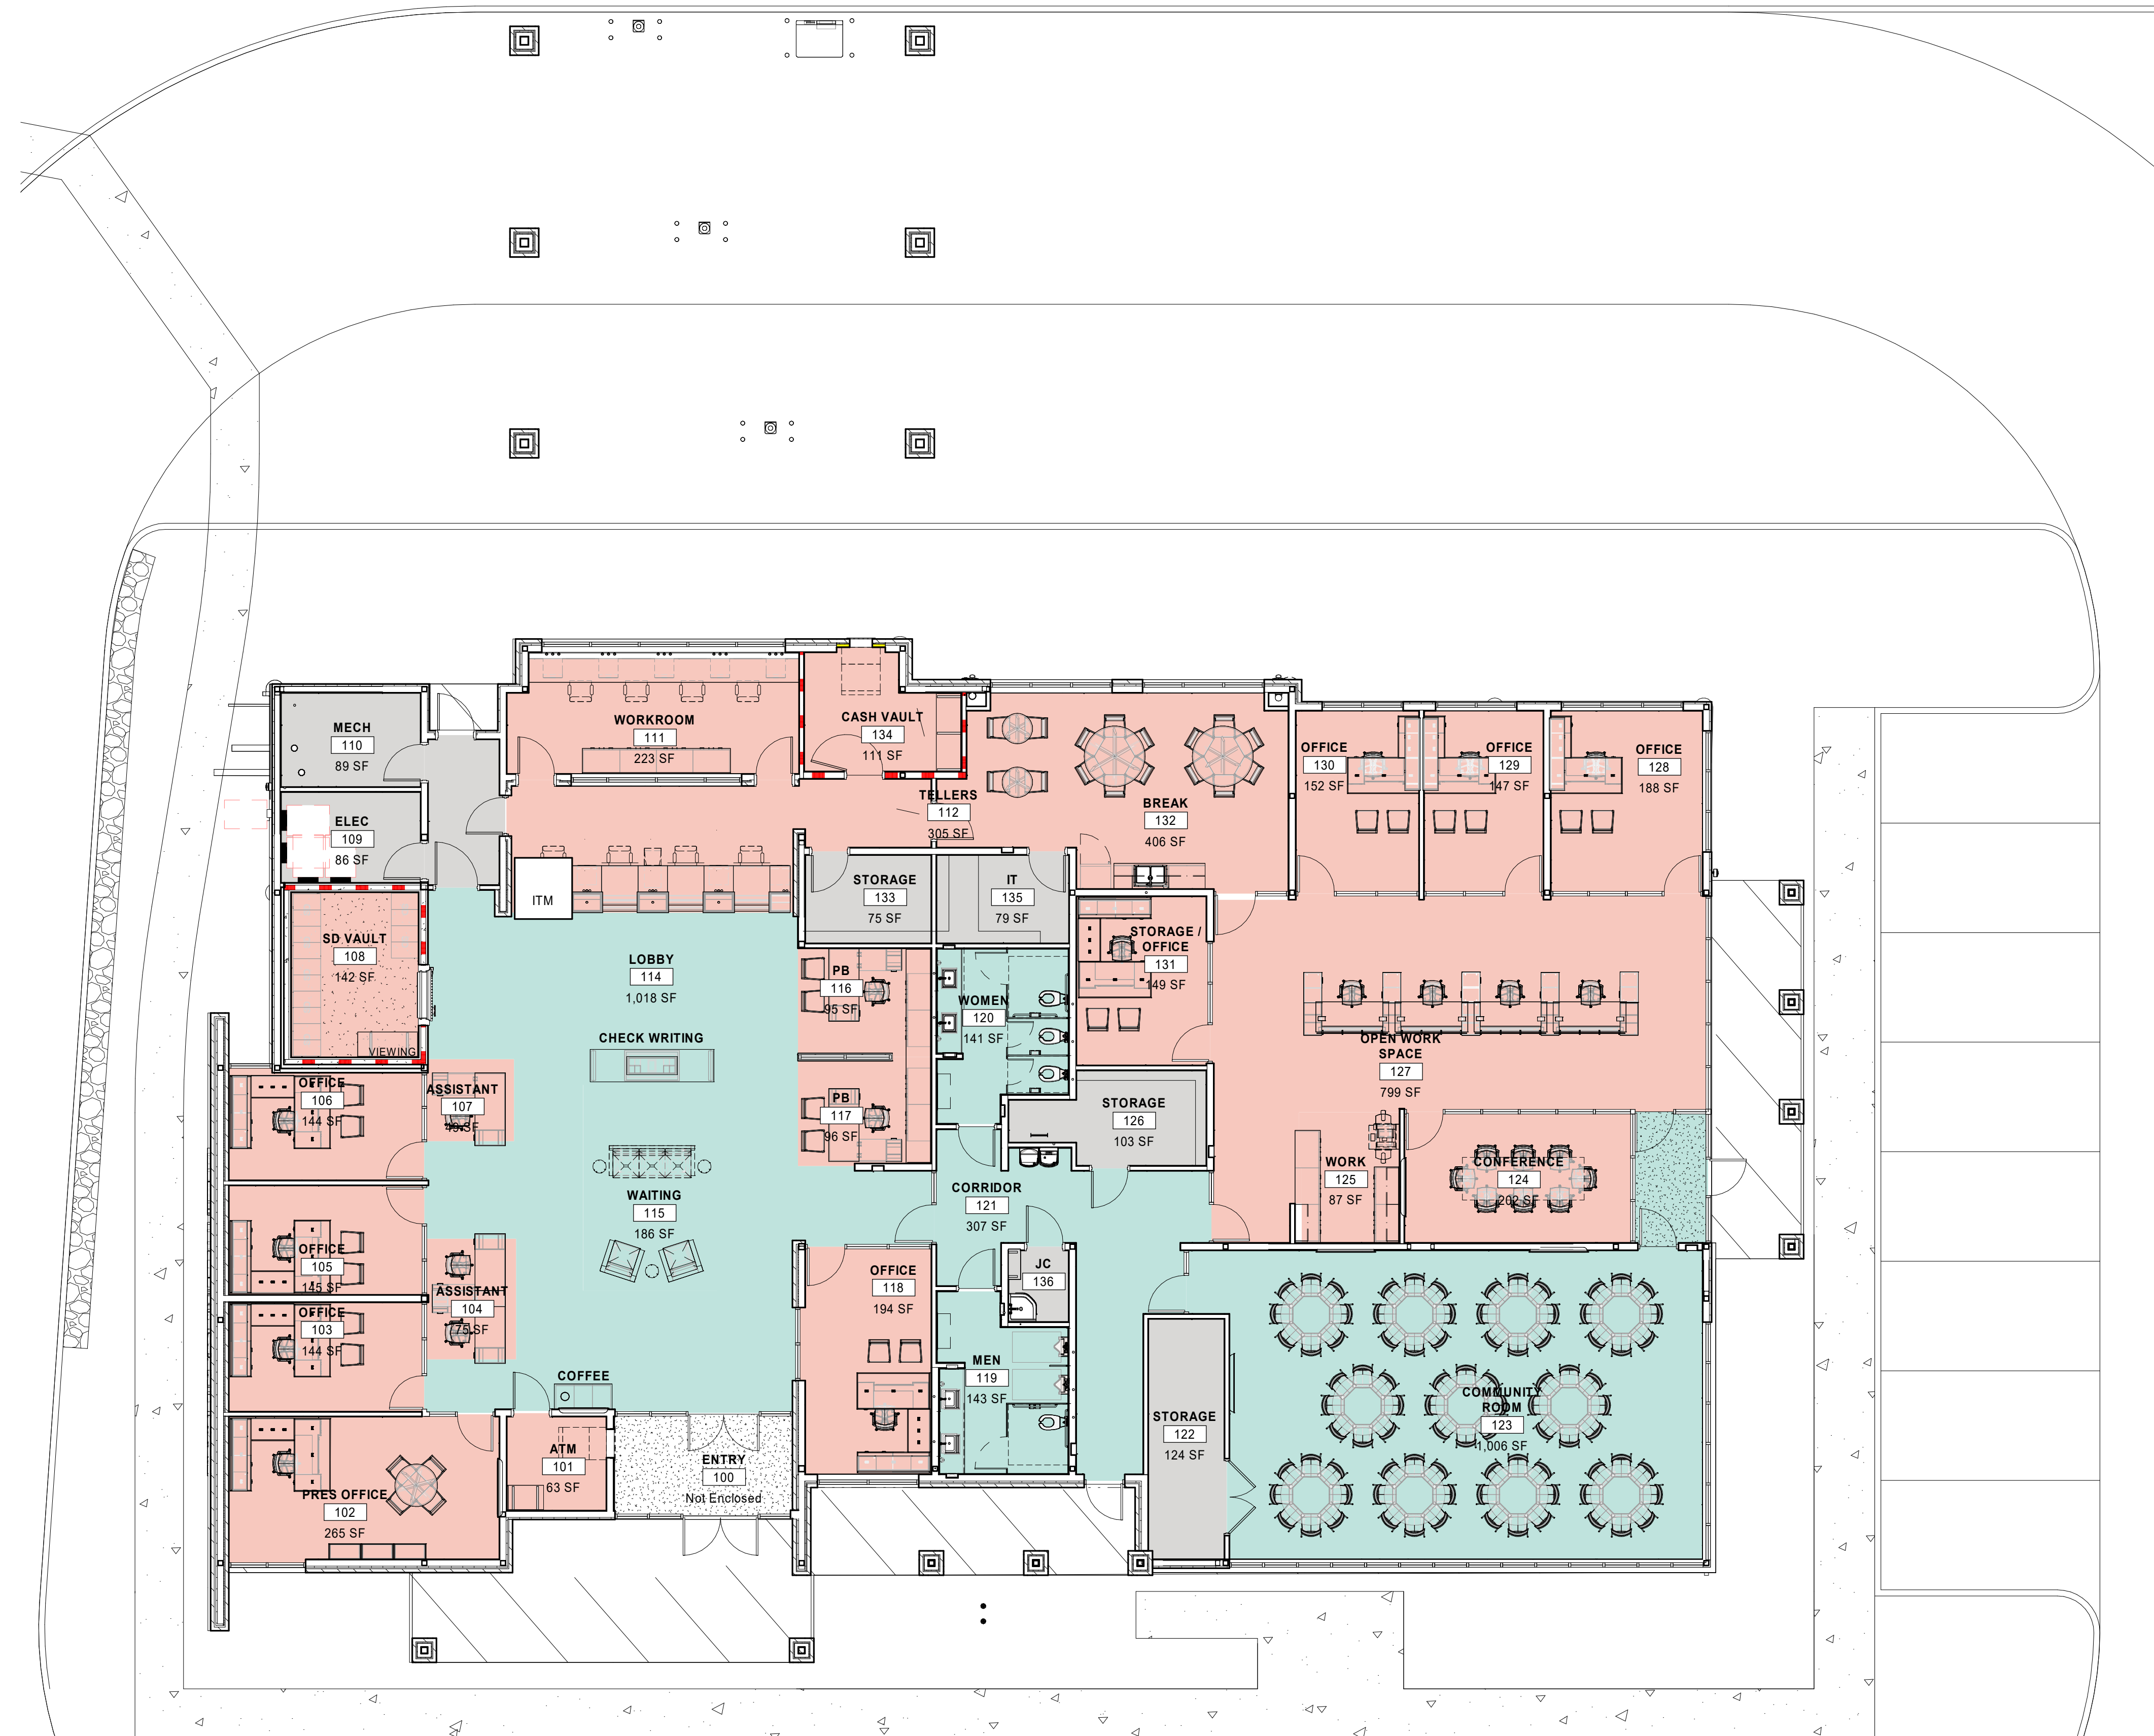 MECH
110
89 SF
WORKROOM
111
223 SF
CASH VAULT
134
111 SF
OFFICE
130
152 SF
OFFICE
129
147 SF
OFFICE
128
188 SF
ELEC
109
86 SF
TELLERS
112
305 SF
BREAK
132
406 SF
ITM
STORAGE
133
75 SF
IT
135
79 SF
SD VAULT
108
142 SF
VIEWING
LOBBY
114
1,018 SF
PB
116
95 SF
WOMEN
120
141 SF
STORAGE /
OFFICE
131
149 SF
CHECK WRITING
OPEN WORK
SPACE
127
799 SF
OFFICE
106
144 SF
ASSISTANT
107
PB
117
96 SF
STORAGE
126
103 SF
WAITING
115
186 SF
CORRIDOR
121
307 SF
WORK
125
87 SF
CONFERENCE
124
202 SF
OFFICE
105
145 SF
ASSISTANT
104
75 SF
OFFICE
103
144 SF
OFFICE
118
194 SF
JC
136
COFFEE
MEN
119
143 SF
STORAGE
122
124 SF
COMMUNITY
ROOM
123
1,006 SF
PRES OFFICE
102
265 SF
ATM
101
63 SF
ENTRY
100
Not Enclosed